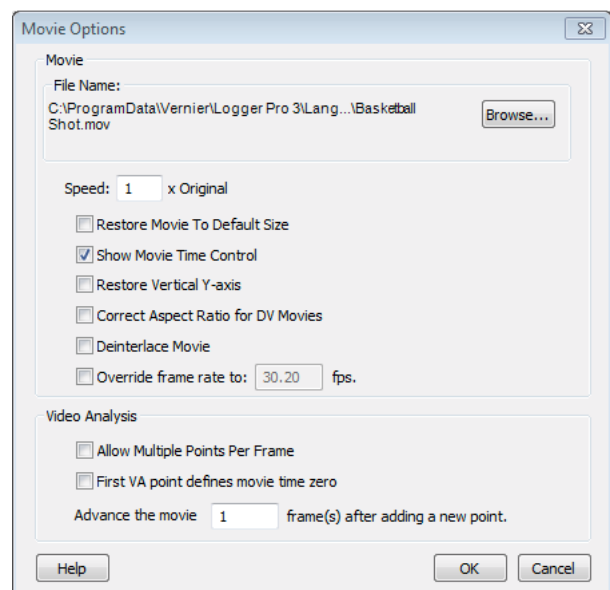 Movie Options
Movie
File Name:
C:\ProgramData\Vernier\Logger Pro 3\Lang...\Basketball
Shot.mov
Browse...
Speed: 1 x Original
Restore Movie To Default Size
Show Movie Time Control
Restore Vertical Y-axis
Correct Aspect Ratio for DV Movies
Deinterlace Movie
Override frame rate to: 30.20 fps.
Video Analysis
Allow Multiple Points Per Frame
First VA point defines movie time zero
Advance the movie 1 frame(s) after adding a new point.
Help OK Cancel